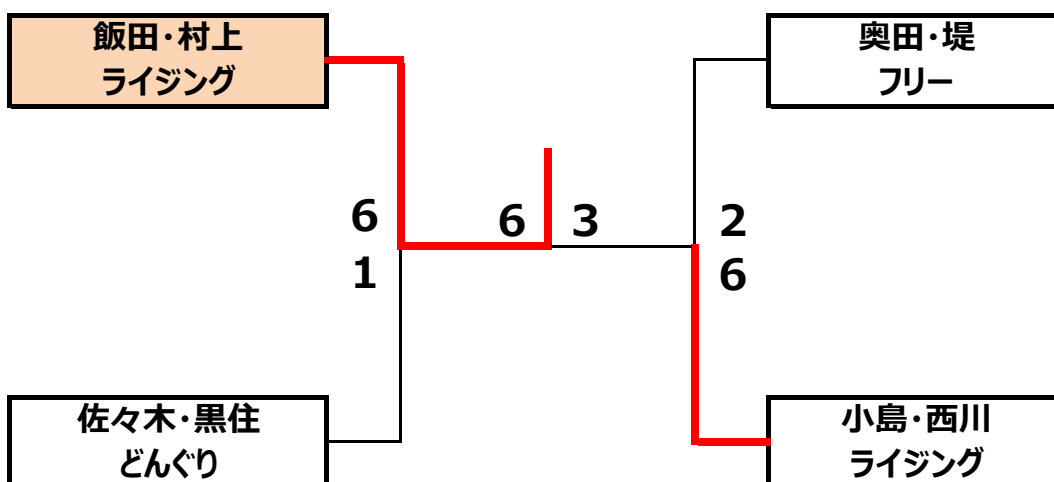 飯田・村上
ライジング
奥田・堤
フリー
6
6
3
2
1
6
佐々木・黒住
どんぐり
小島・西川
ライジング